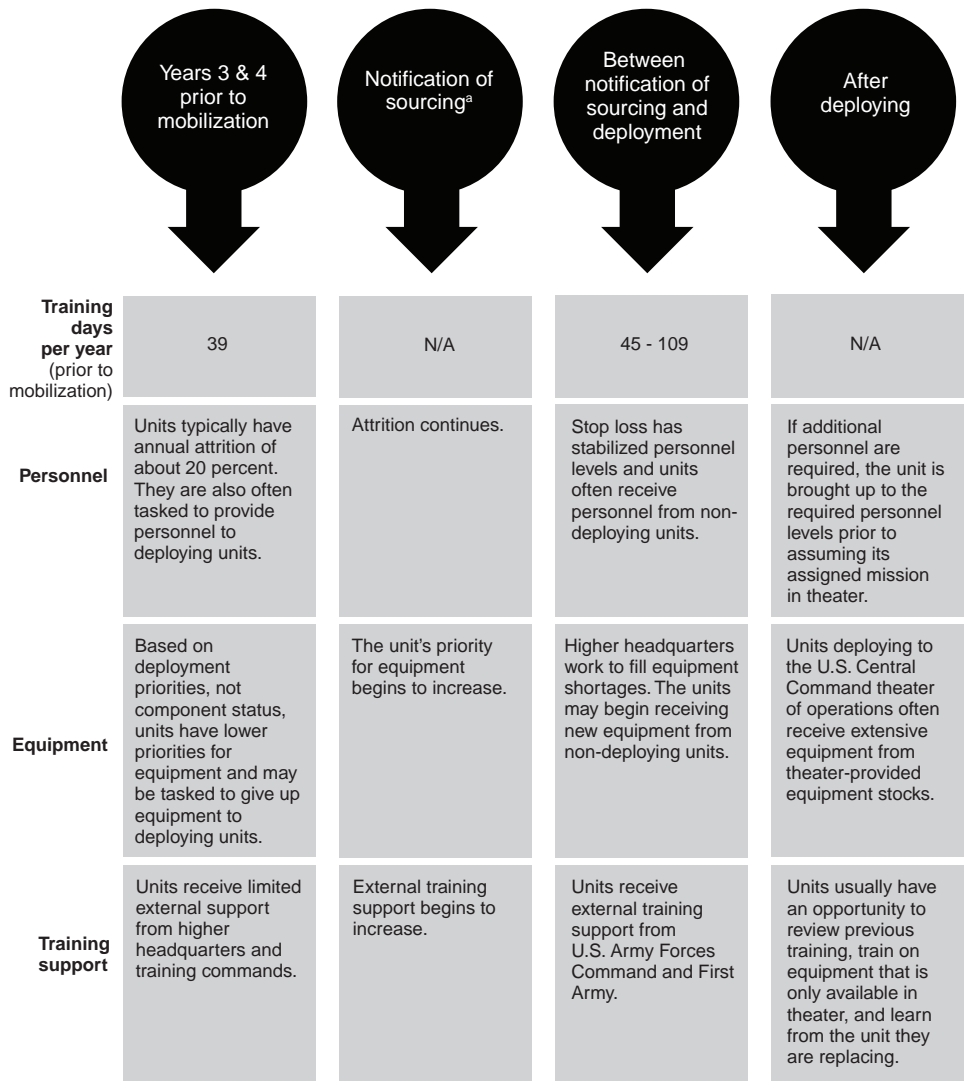 Years 3 & 4
prior to
mobilization
Notification of
sourcingᵃ
Between
notification of
sourcing and
deployment
After
deploying
Training
days
per year
(prior to
mobilization)
39
N/A
45 - 109
N/A
Personnel
Units typically have
annual attrition of
about 20 percent.
They are also often
tasked to provide
personnel to
deploying units.
Attrition continues.
Stop loss has
stabilized personnel
levels and units
often receive
personnel from non-
deploying units.
If additional
personnel are
required, the unit is
brought up to the
required personnel
levels prior to
assuming its
assigned mission
in theater.
Equipment
Based on
deployment
priorities, not
component status,
units have lower
priorities for
equipment and may
be tasked to give up
equipment to
deploying units.
The unit's priority
for equipment
begins to increase.
Higher headquarters
work to fill equipment
shortages. The units
may begin receiving
new equipment from
non-deploying units.
Units deploying to
the U.S. Central
Command theater
of operations often
receive extensive
equipment from
theater-provided
equipment stocks.
Training
support
Units receive limited
external support
from higher
headquarters and
training commands.
External training
support begins to
increase.
Units receive
external training
support from
U.S. Army Forces
Command and First
Army.
Units usually have
an opportunity to
review previous
training, train on
equipment that is
only available in
theater, and learn
from the unit they
are replacing.